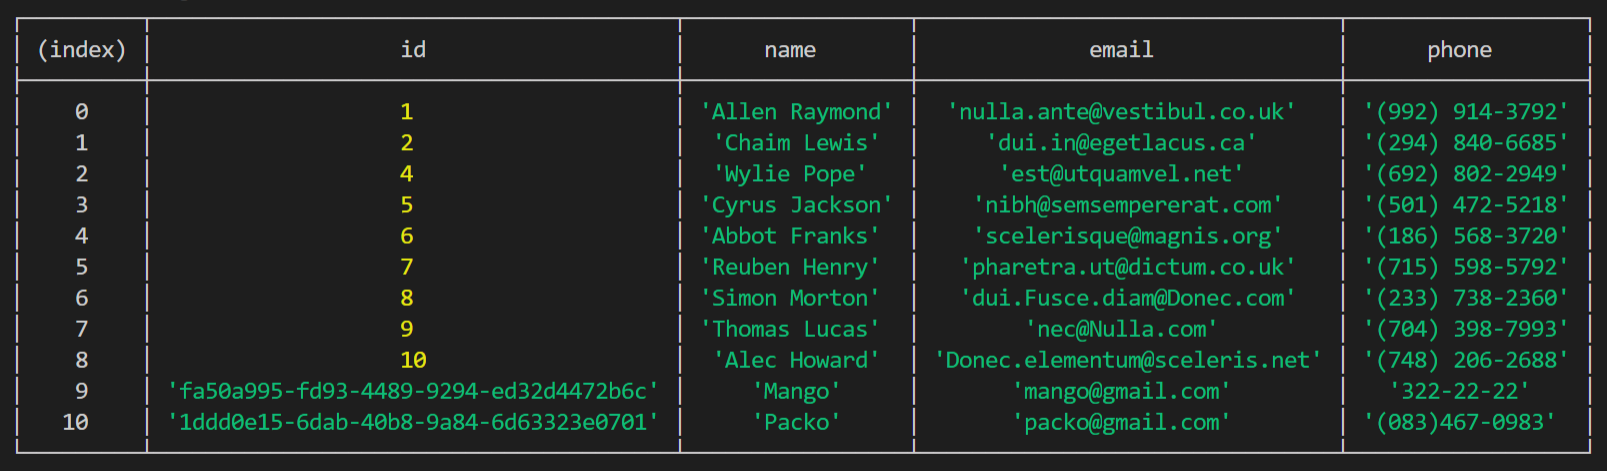 (index) id name email phone
0 1 'Allen Raymond' 'nulla.ante@vestibul.co.uk' '(992) 914-3792'
1 2 'Chaim Lewis' 'dui.in@egetlacus.ca' '(294) 840-6685'
2 4 'Wylie Pope' 'est@utquamvel.net' '(692) 802-2949'
3 5 'Cyrus Jackson' 'nibh@semsempererat.com' '(501) 472-5218'
4 6 'Abbot Franks' 'scelerisque@magnis.org' '(186) 568-3720'
5 7 'Reuben Henry' 'pharetra.ut@dictum.co.uk' '(715) 598-5792'
6 8 'Simon Morton' 'dui.Fusce.diam@Donec.com' '(233) 738-2360'
7 9 'Thomas Lucas' 'nec@Nulla.com' '(704) 398-7993'
8 10 'Alec Howard' 'Donec.elementum@sceleris.net' '(748) 206-2688'
9 'fa50a995-fd93-4489-9294-ed32d4472b6c' 'Mango' 'mango@gmail.com' '322-22-22'
10 '1ddd0e15-6dab-40b8-9a84-6d63323e0701' 'Packo' 'packo@gmail.com' '(083)467-0983'